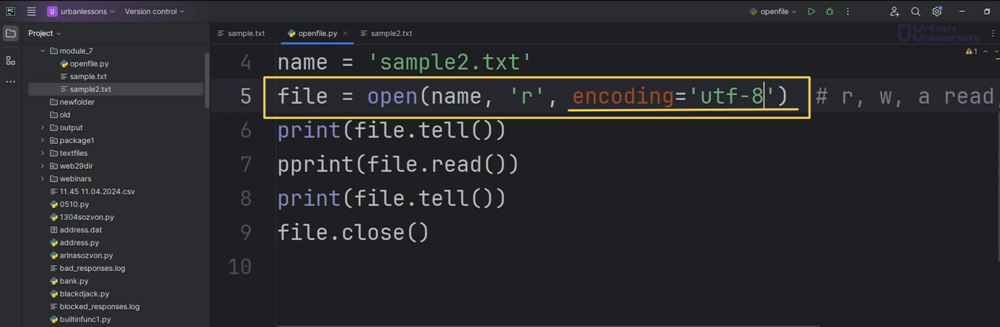 PC
U urbanlessons
Version control
openfile
Project
sample.txt
openfile.py
sample2.txt
Urban University
1
module_7
openfile.py
sample.txt
sample2.txt
newfolder
old
output
package1
textfiles
web29dir
webinars
11.45 11.04.2024.csv
0510.py
1304sozvon.py
address.dat
address.py
arinasozvon.py
bad_responses.log
bank.py
blackdjack.py
blocked_responses.log
builtinfunc1.py
4 name = 'sample2.txt'
5 file = open(name, 'r', encoding='utf-8') # r, w, a read,
6 print(file.tell())
7 pprint(file.read())
8 print(file.tell())
9 file.close()
10